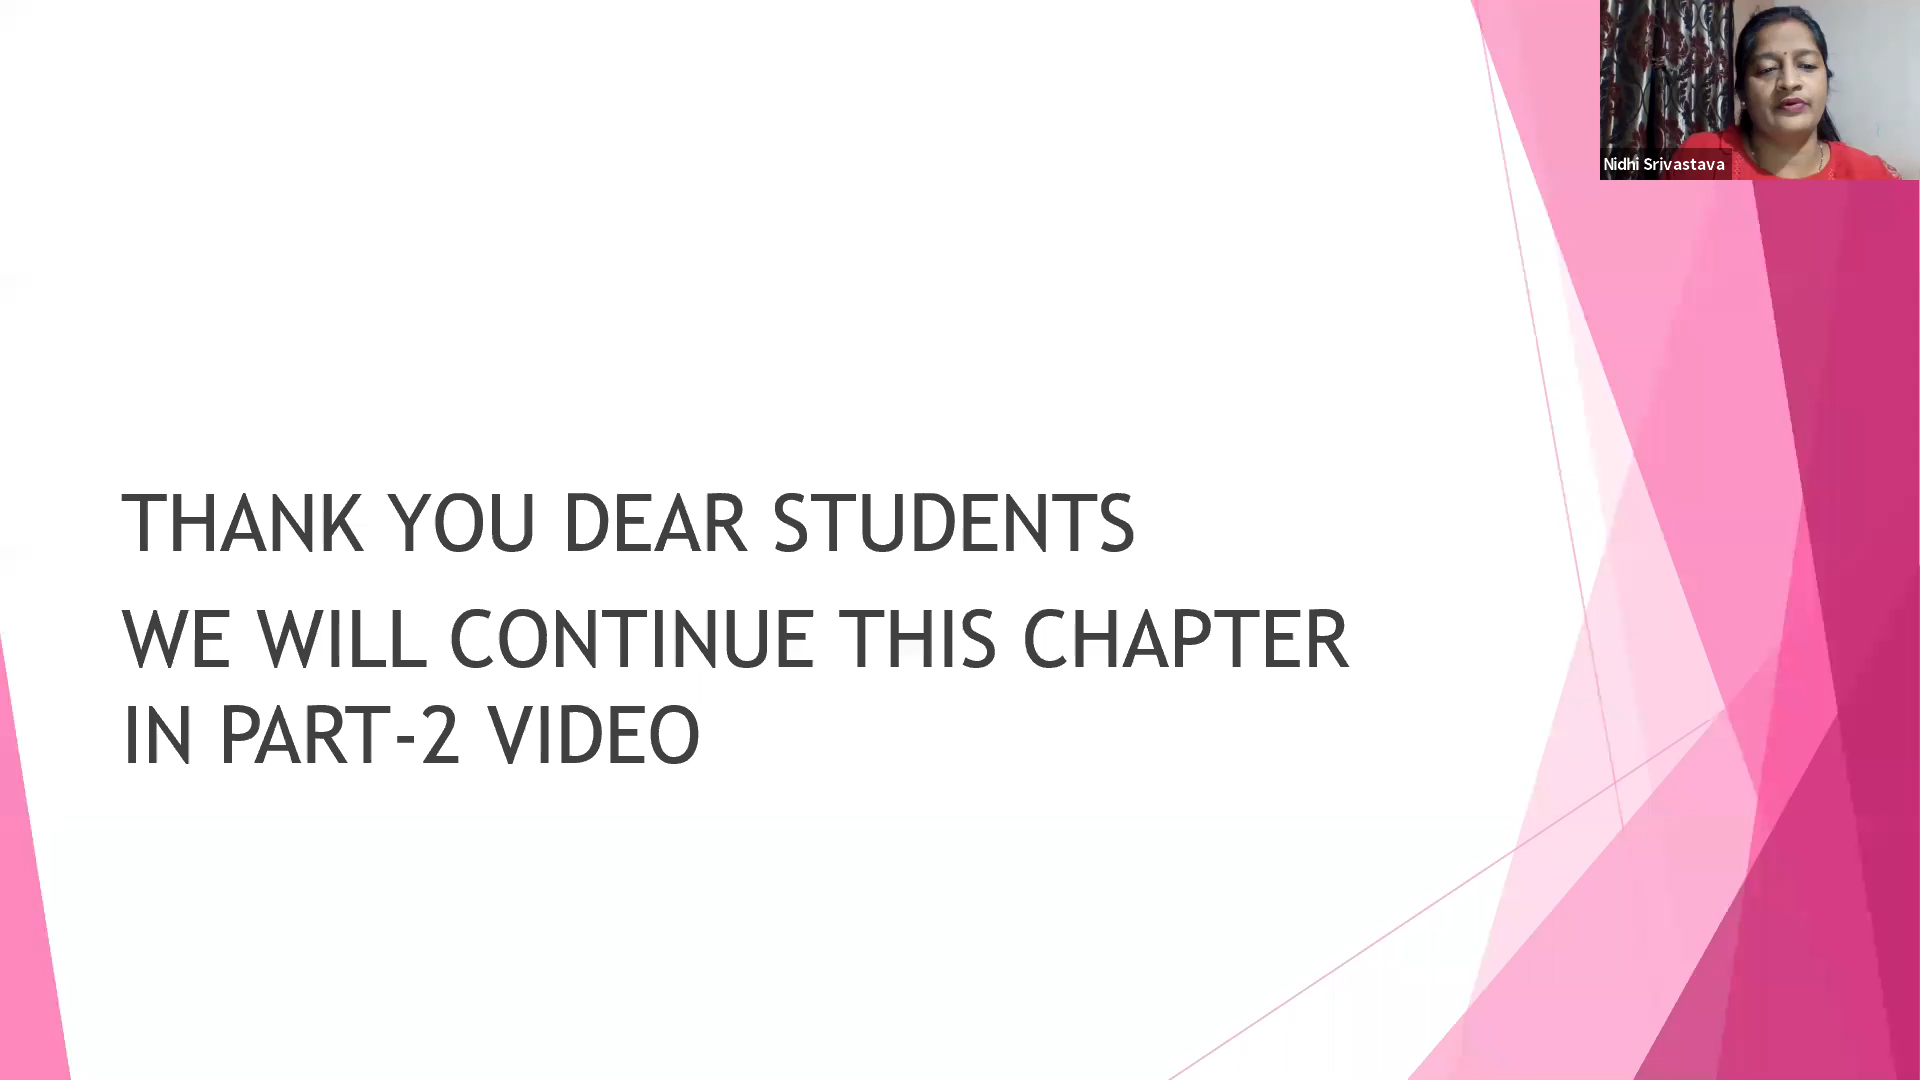 Nidhi Srivastava
THANK YOU DEAR STUDENTS
WE WILL CONTINUE THIS CHAPTER
IN PART-2 VIDEO